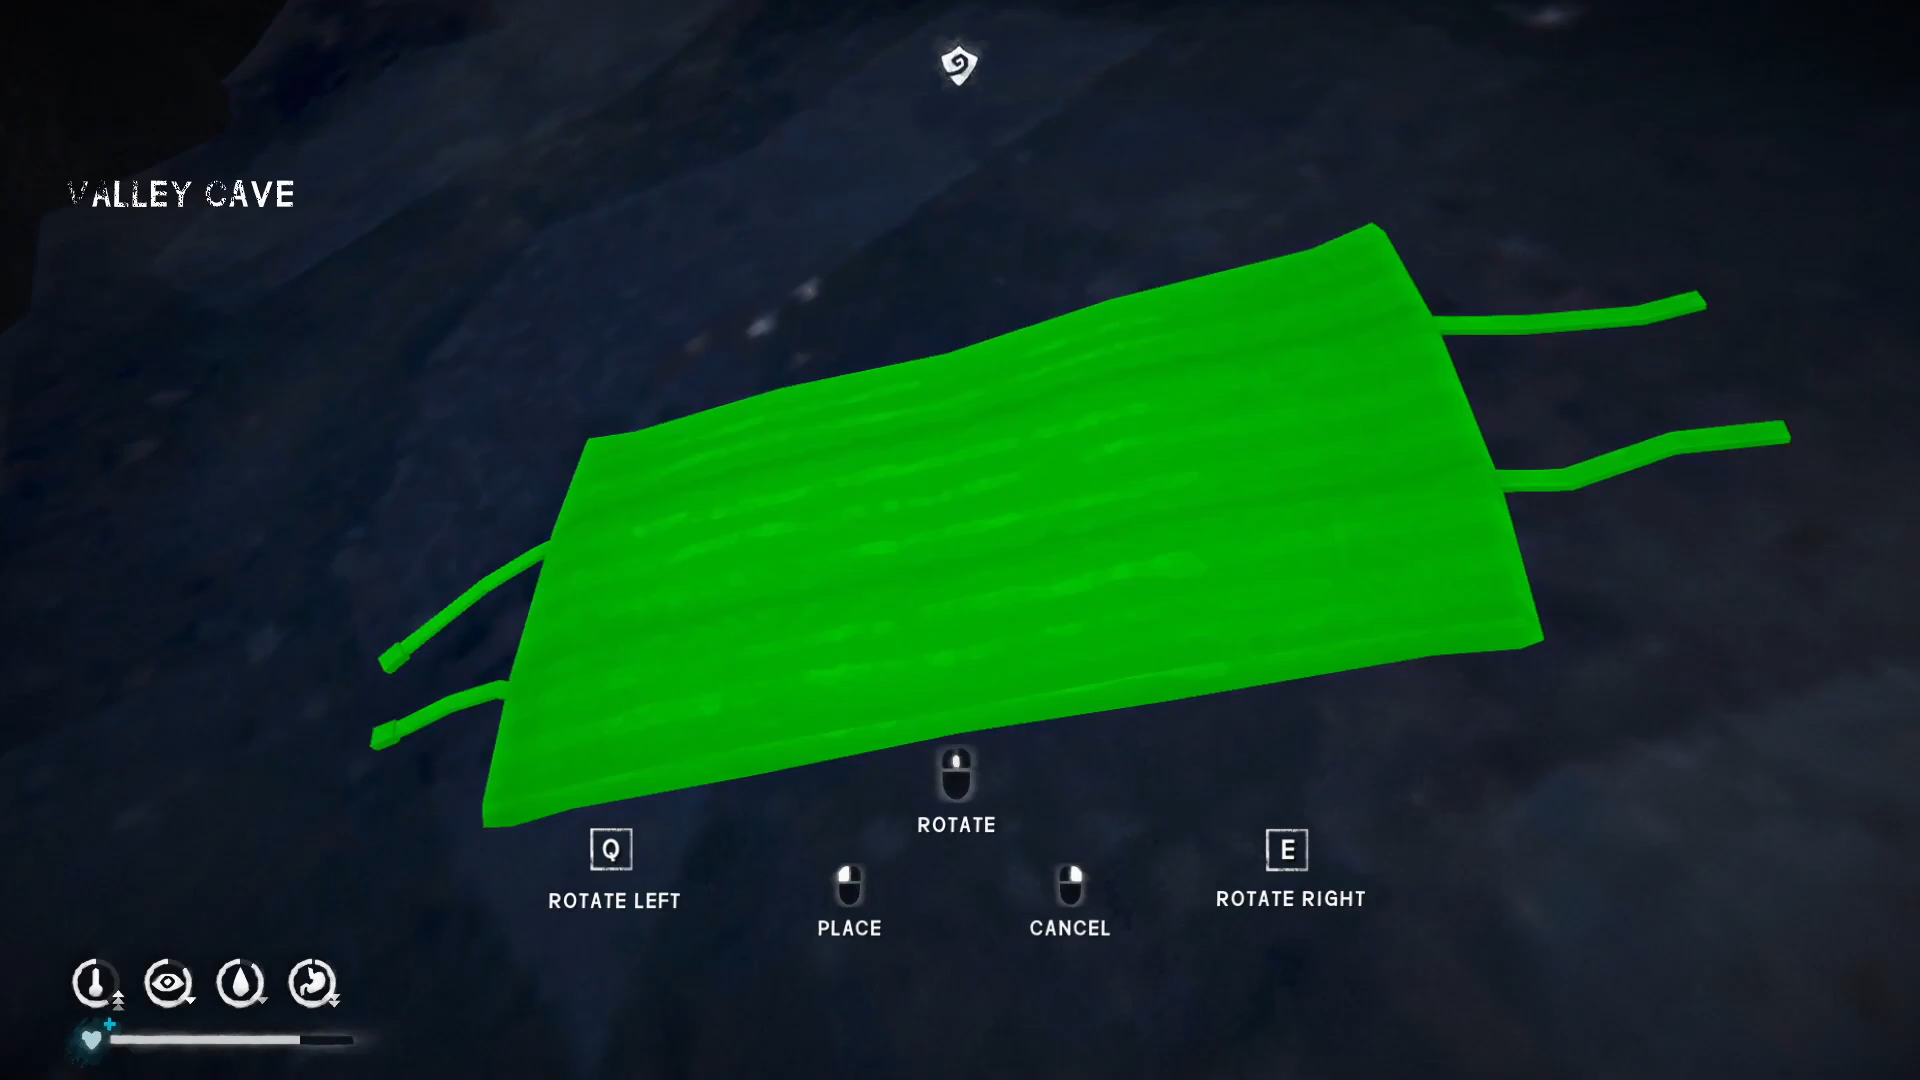 VALLEY CAVE
ROTATE
Q
E
ROTATE LEFT
ROTATE RIGHT
PLACE
CANCEL